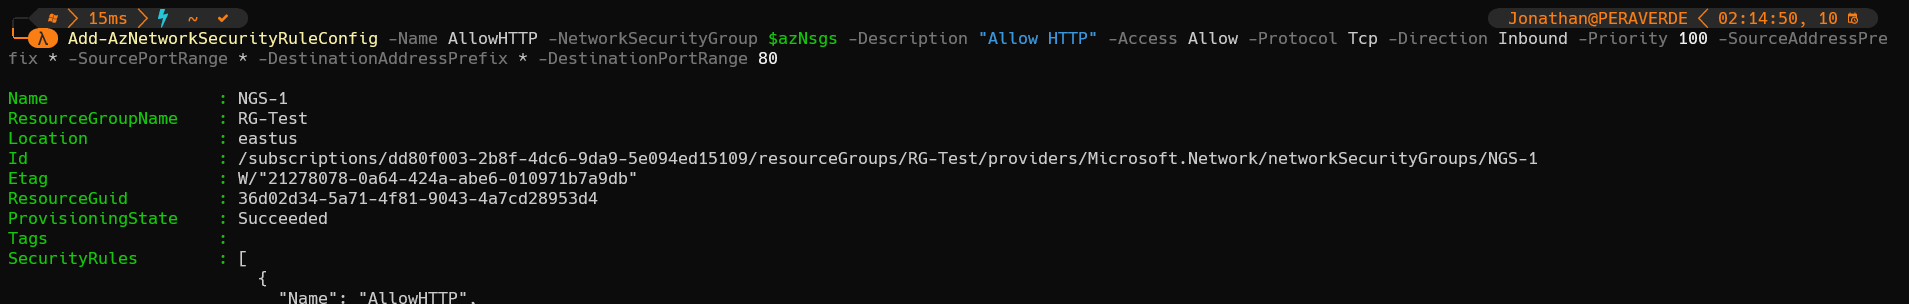 15ms ~ Jonathan@PERAVERDE 02:14:50, 10
λ Add-AzNetworkSecurityRuleConfig -Name AllowHTTP -NetworkSecurityGroup $azNsgs -Description "Allow HTTP" -Access Allow -Protocol Tcp -Direction Inbound -Priority 100 -SourceAddressPre
fix * -SourcePortRange * -DestinationAddressPrefix * -DestinationPortRange 80
Name : NGS-1
ResourceGroupName : RG-Test
Location : eastus
Id : /subscriptions/dd80f003-2b8f-4dc6-9da9-5e094ed15109/resourceGroups/RG-Test/providers/Microsoft.Network/networkSecurityGroups/NGS-1
Etag : W/"21278078-0a64-424a-abe6-010971b7a9db"
ResourceGuid : 36d02d34-5a71-4f81-9043-4a7cd28953d4
ProvisioningState : Succeeded
Tags :
SecurityRules : [
{
"Name": "AllowHTTP",